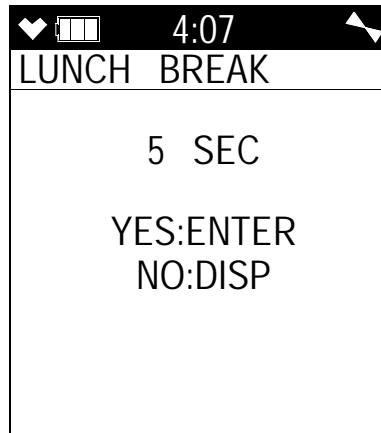 4:07
LUNCH BREAK
5 SEC
YES:ENTER
NO:DISP